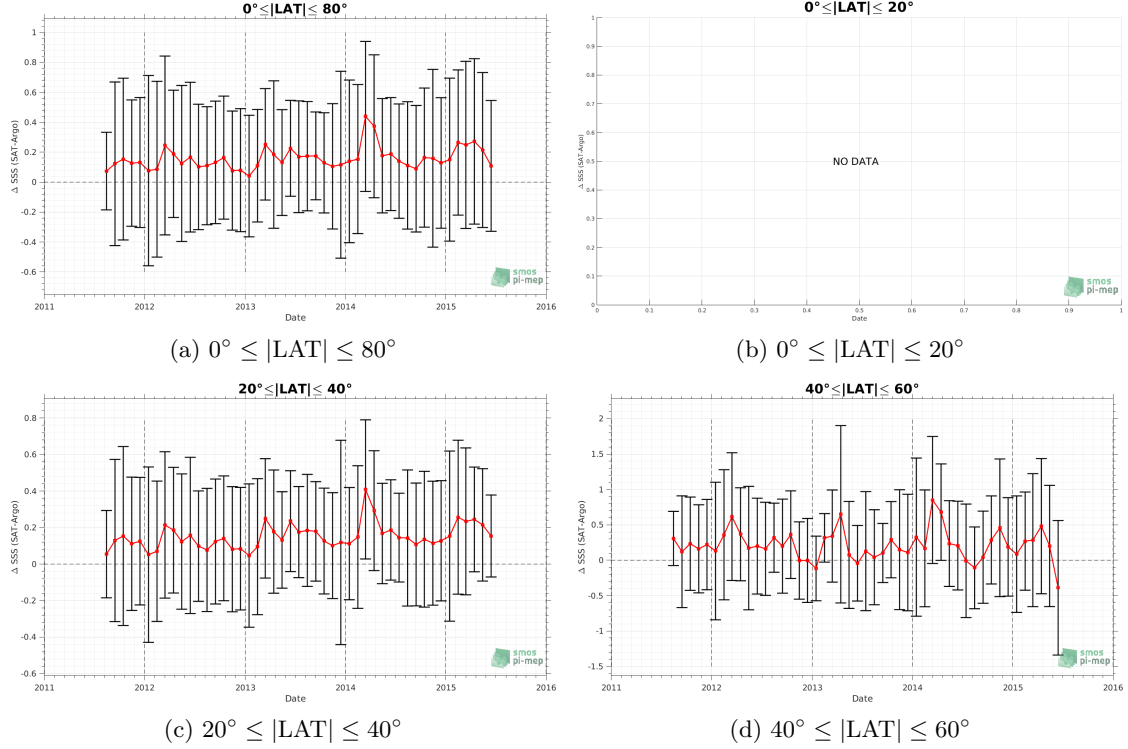 0°≤|LAT|≤ 80°
Δ SSS (SAT-Argo)
1
0.8
0.6
0.4
0.2
0
-0.2
-0.4
-0.6
2011 2012 2013 2014 2015 2016
Date
smos
pi-mep
(a) 0° ≤ |LAT| ≤ 80°
0°≤|LAT|≤ 20°
Δ SSS (SAT-Argo)
1
0.9
0.8
0.7
0.6
0.5
0.4
0.3
0.2
0.1
0
NO DATA
0 0.1 0.2 0.3 0.4 0.5 0.6 0.7 0.8 0.9 1
Date
smos
pi-mep
(b) 0° ≤ |LAT| ≤ 20°
20°≤|LAT|≤ 40°
Δ SSS (SAT-Argo)
0.8
0.6
0.4
0.2
0
-0.2
-0.4
-0.6
2011 2012 2013 2014 2015 2016
Date
smos
pi-mep
(c) 20° ≤ |LAT| ≤ 40°
40°≤|LAT|≤ 60°
Δ SSS (SAT-Argo)
2
1.5
1
0.5
0
-0.5
-1
-1.5
2011 2012 2013 2014 2015 2016
Date
smos
pi-mep
(d) 40° ≤ |LAT| ≤ 60°